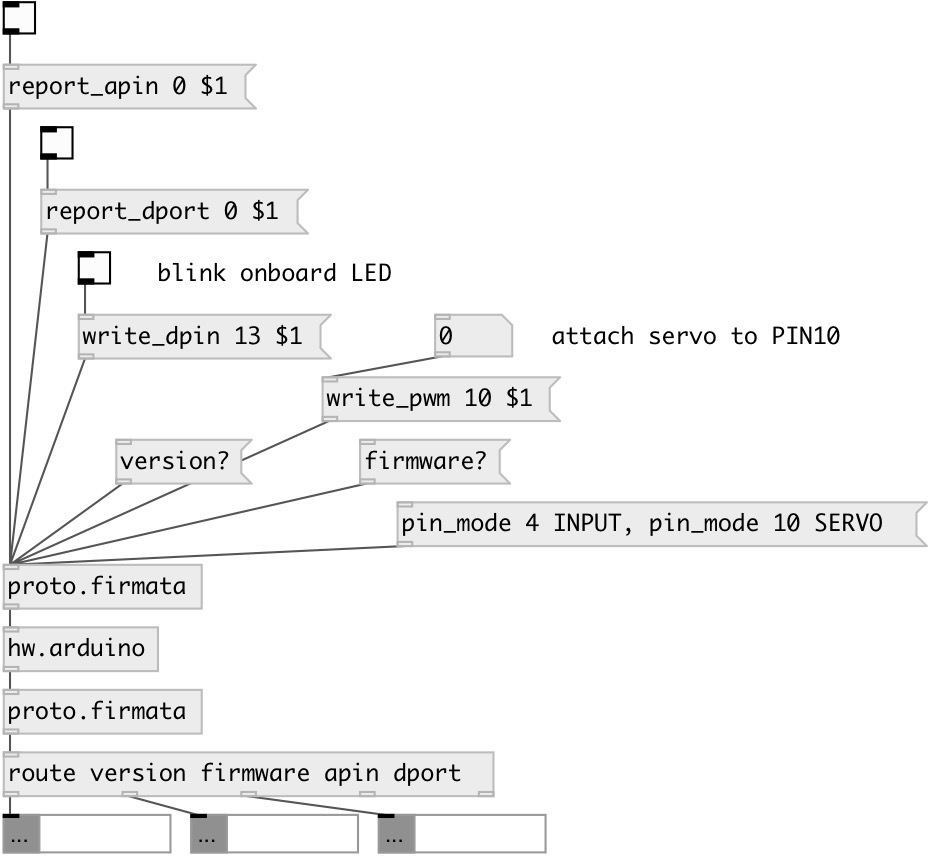 report_apin 0 $1
report_dport 0 $1
blink onboard LED
write_dpin 13 $1
0
attach servo to PIN10
write_pwm 10 $1
version?
firmware?
pin_mode 4 INPUT, pin_mode 10 SERVO
proto.firmata
hw.arduino
proto.firmata
route version firmware apin dport
...
...
...